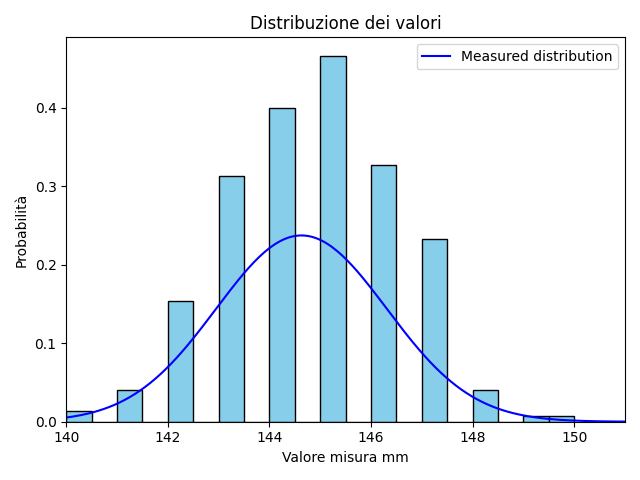 Distribuzione dei valori
Measured distribution
Probabilità
0.4
0.3
0.2
0.1
0.0
140 142 144 146 148 150
Valore misura mm